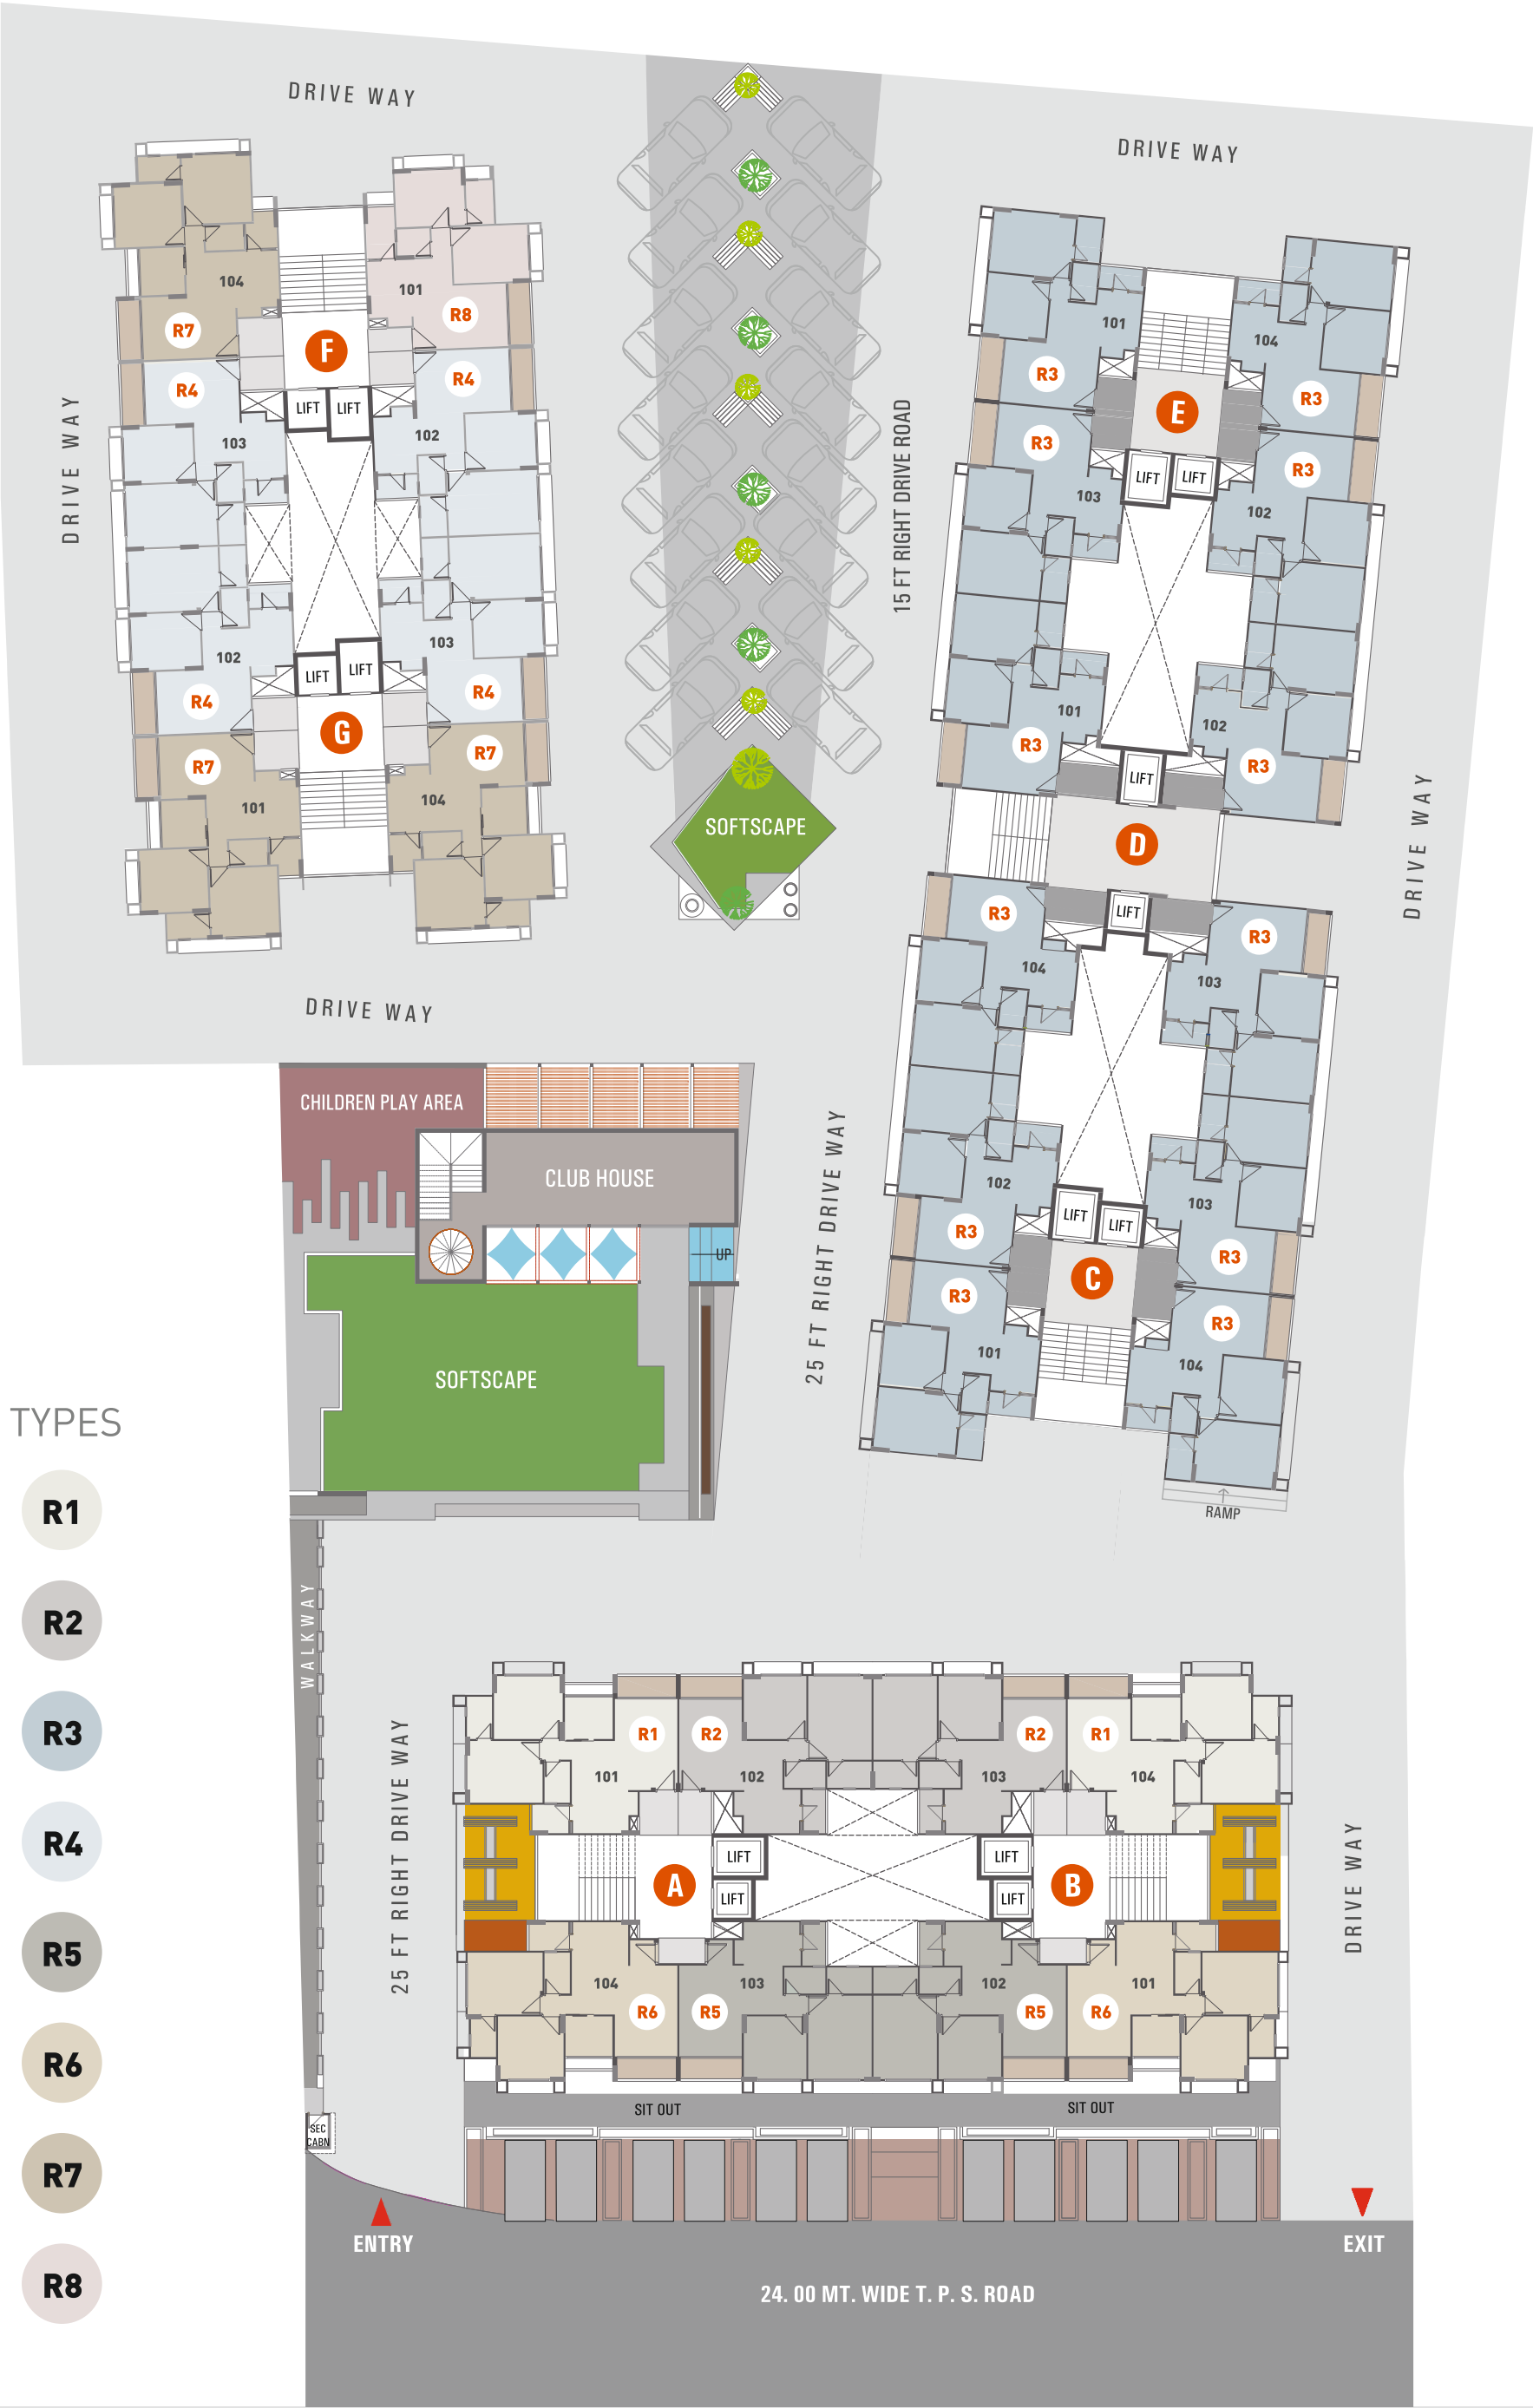 DRIVE WAY
DRIVE WAY
104
101
R7
R8
F
R4
R4
LIFT
LIFT
103
102
DRIVE WAY
102
103
LIFT
LIFT
R4
R4
G
R7
R7
101
104
DRIVE WAY
15 FT RIGHT DRIVE ROAD
SOFTSCAPE
101
104
R3
R3
E
R3
R3
LIFT
LIFT
103
102
101
102
R3
R3
LIFT
D
DRIVE WAY
LIFT
R3
R3
104
103
102
103
LIFT
LIFT
R3
R3
C
R3
R3
101
104
RAMP
25 FT RIGHT DRIVE WAY
CHILDREN PLAY AREA
CLUB HOUSE
UP
SOFTSCAPE
TYPES
R1
R2
R3
R4
R5
R6
R7
R8
WALKWAY
25 FT RIGHT DRIVE WAY
R1
R2
R2
R1
101
102
103
104
LIFT
LIFT
A
B
LIFT
LIFT
DRIVE WAY
104
103
102
101
R6
R5
R5
R6
SIT OUT
SIT OUT
SEC
CABN
ENTRY
EXIT
24. 00 MT. WIDE T. P. S. ROAD